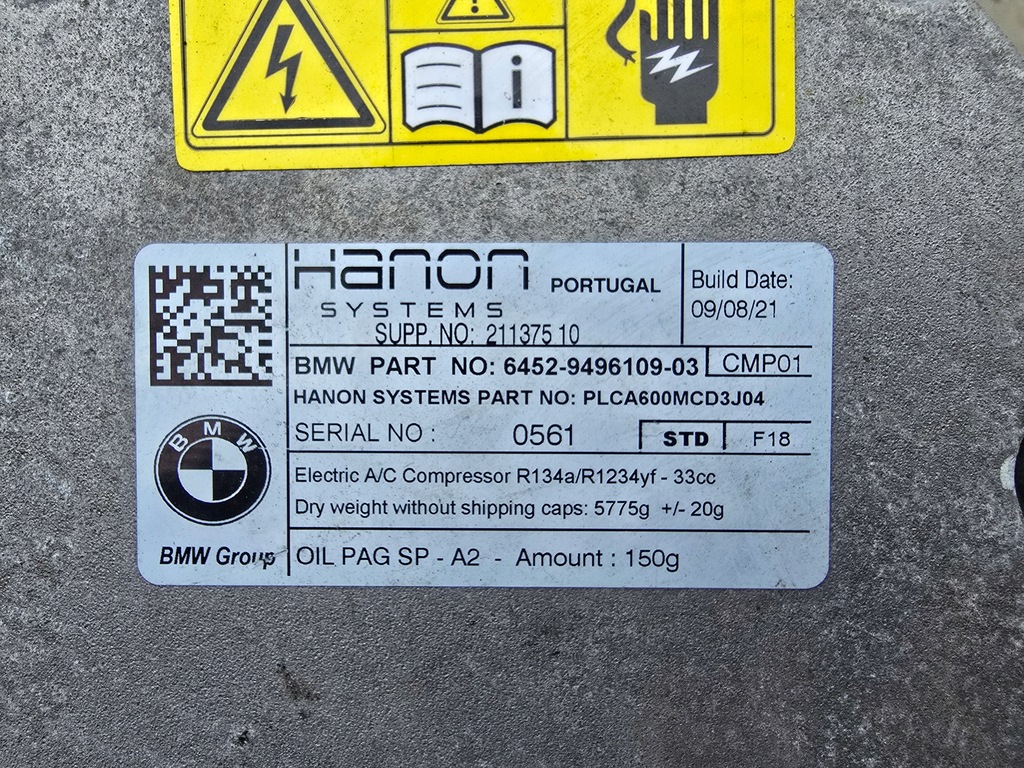 i
Hanon PORTUGAL
SYSTEMS
SUPP. NO: 21137510
Build Date:
09/08/21
BMW PART NO: 6452-9496109-03 CMP01
HANON SYSTEMS PART NO: PLCA600MCD3J04
SERIAL NO : 0561 STD F18
Electric A/C Compressor R134a/R1234yf - 33cc
Dry weight without shipping caps: 5775g +/- 20g
BMW
BMW Group
OIL PAG SP - A2 - Amount : 150g